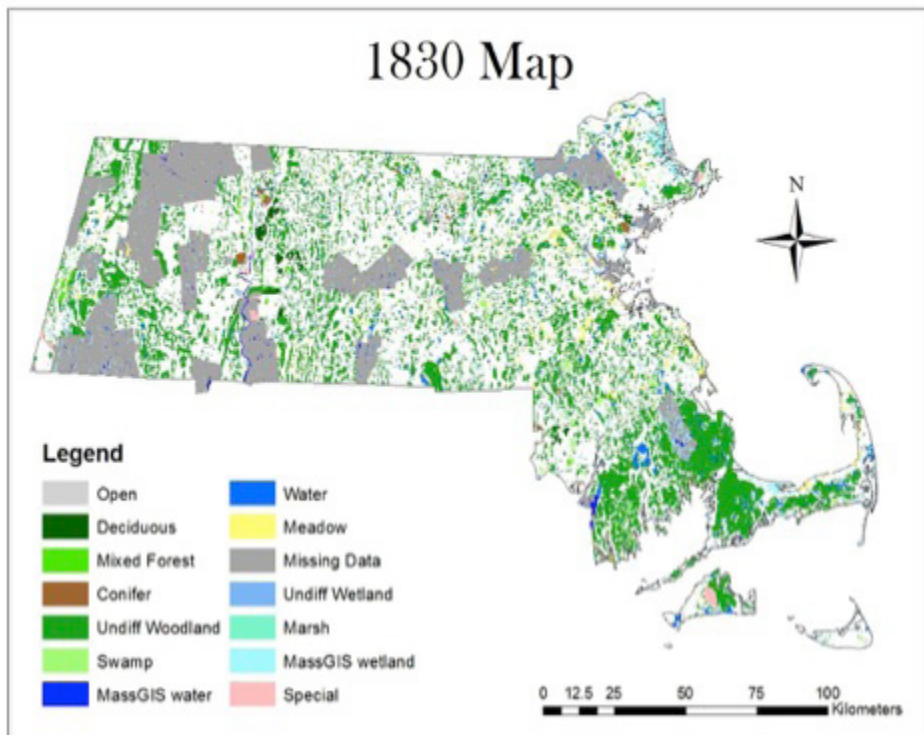 1830 Map
N
Legend
Open
Deciduous
Mixed Forest
Conifer
Undiff Woodland
Swamp
MassGIS water
Water
Meadow
Missing Data
Undiff Wetland
Marsh
MassGIS wetland
Special
0 12.5 25 50 75 100
Kilometers